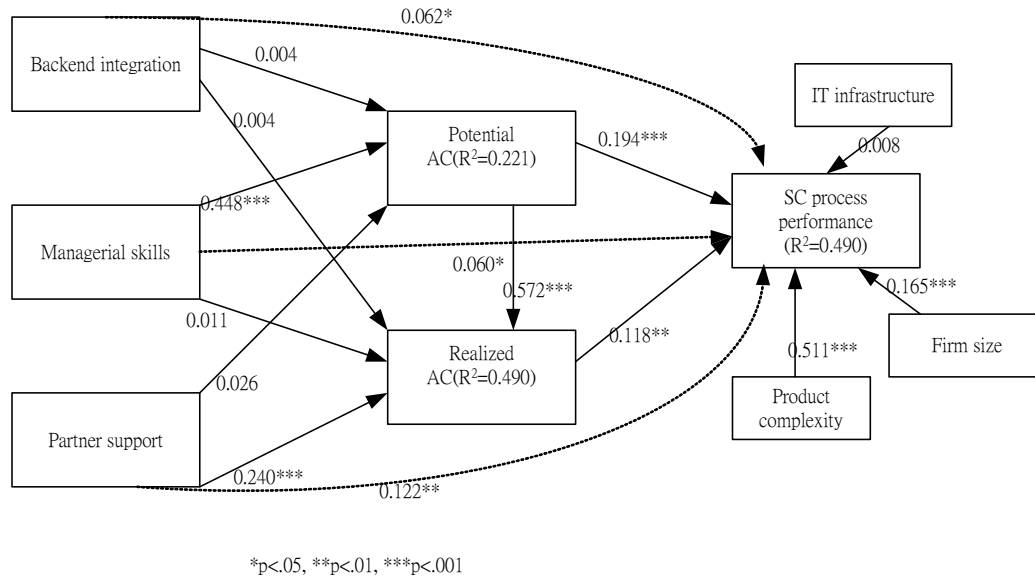 0.062*
Backend integration
0.004
IT infrastructure
0.004
Potential
AC(R²=0.221)
0.194***
0.008
0.448***
SC process
performance
(R²=0.490)
Managerial skills
0.060*
0.572***
0.165***
0.011
0.118**
Realized
AC(R²=0.490)
Firm size
0.511***
0.026
Product
complexity
Partner support
0.240***
0.122**
*p<.05, **p<.01, ***p<.001